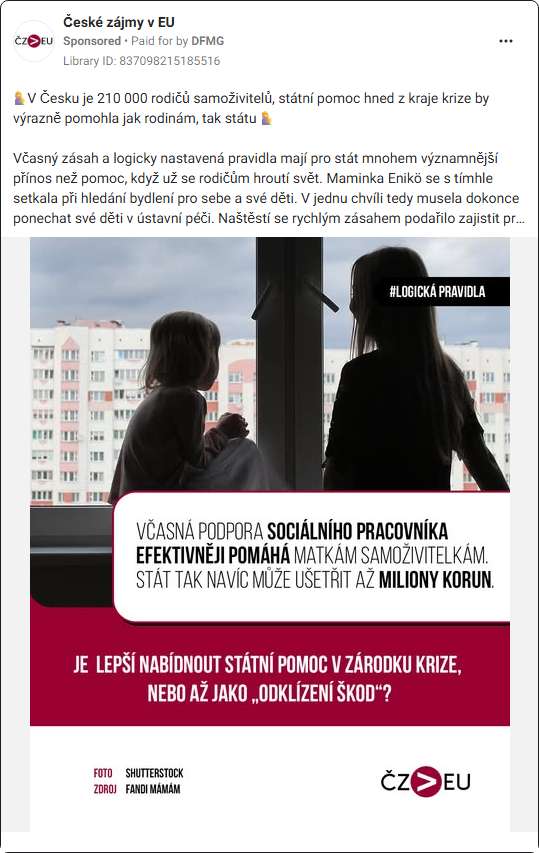 České zájmy v EU
Sponsored • Paid for by DFMG
Library ID: 837098215185516
V Česku je 210 000 rodičů samoživitelů, státní pomoc hned z kraje krize by
výrazně pomohla jak rodinám, tak státu
Včasný zásah a logicky nastavená pravidla mají pro stát mnohem významnější
přínos než pomoc, když už se rodičům hroutí svět. Maminka Enikö se s tímhle
setkala při hledání bydlení pro sebe a své děti. V jednu chvíli tedy musela dokonce
ponechat své děti v ústavní péči. Naštěstí se rychlým zásahem podařilo zajistit pr...
#LOGICKÁ PRAVIDLA
VČASNÁ PODPORA SOCIÁLNÍHO PRACOVNÍKA
EFEKTIVNĚJI POMÁHÁ MATKÁM SAMOŽIVITELKÁM.
STÁT TAK NAVÍC MŮŽE UŠETŘIT AŽ MILIONY KORUN.
JE LEPŠÍ NABÍDNOUT STÁTNÍ POMOC V ZÁRODKU KRIZE,
NEBO AŽ JAKO „ODKLÍZENÍ ŠKOD“?
FOTO SHUTTERSTOCK
ZDROJ FANDI MÁMÁM
ČZ>EU